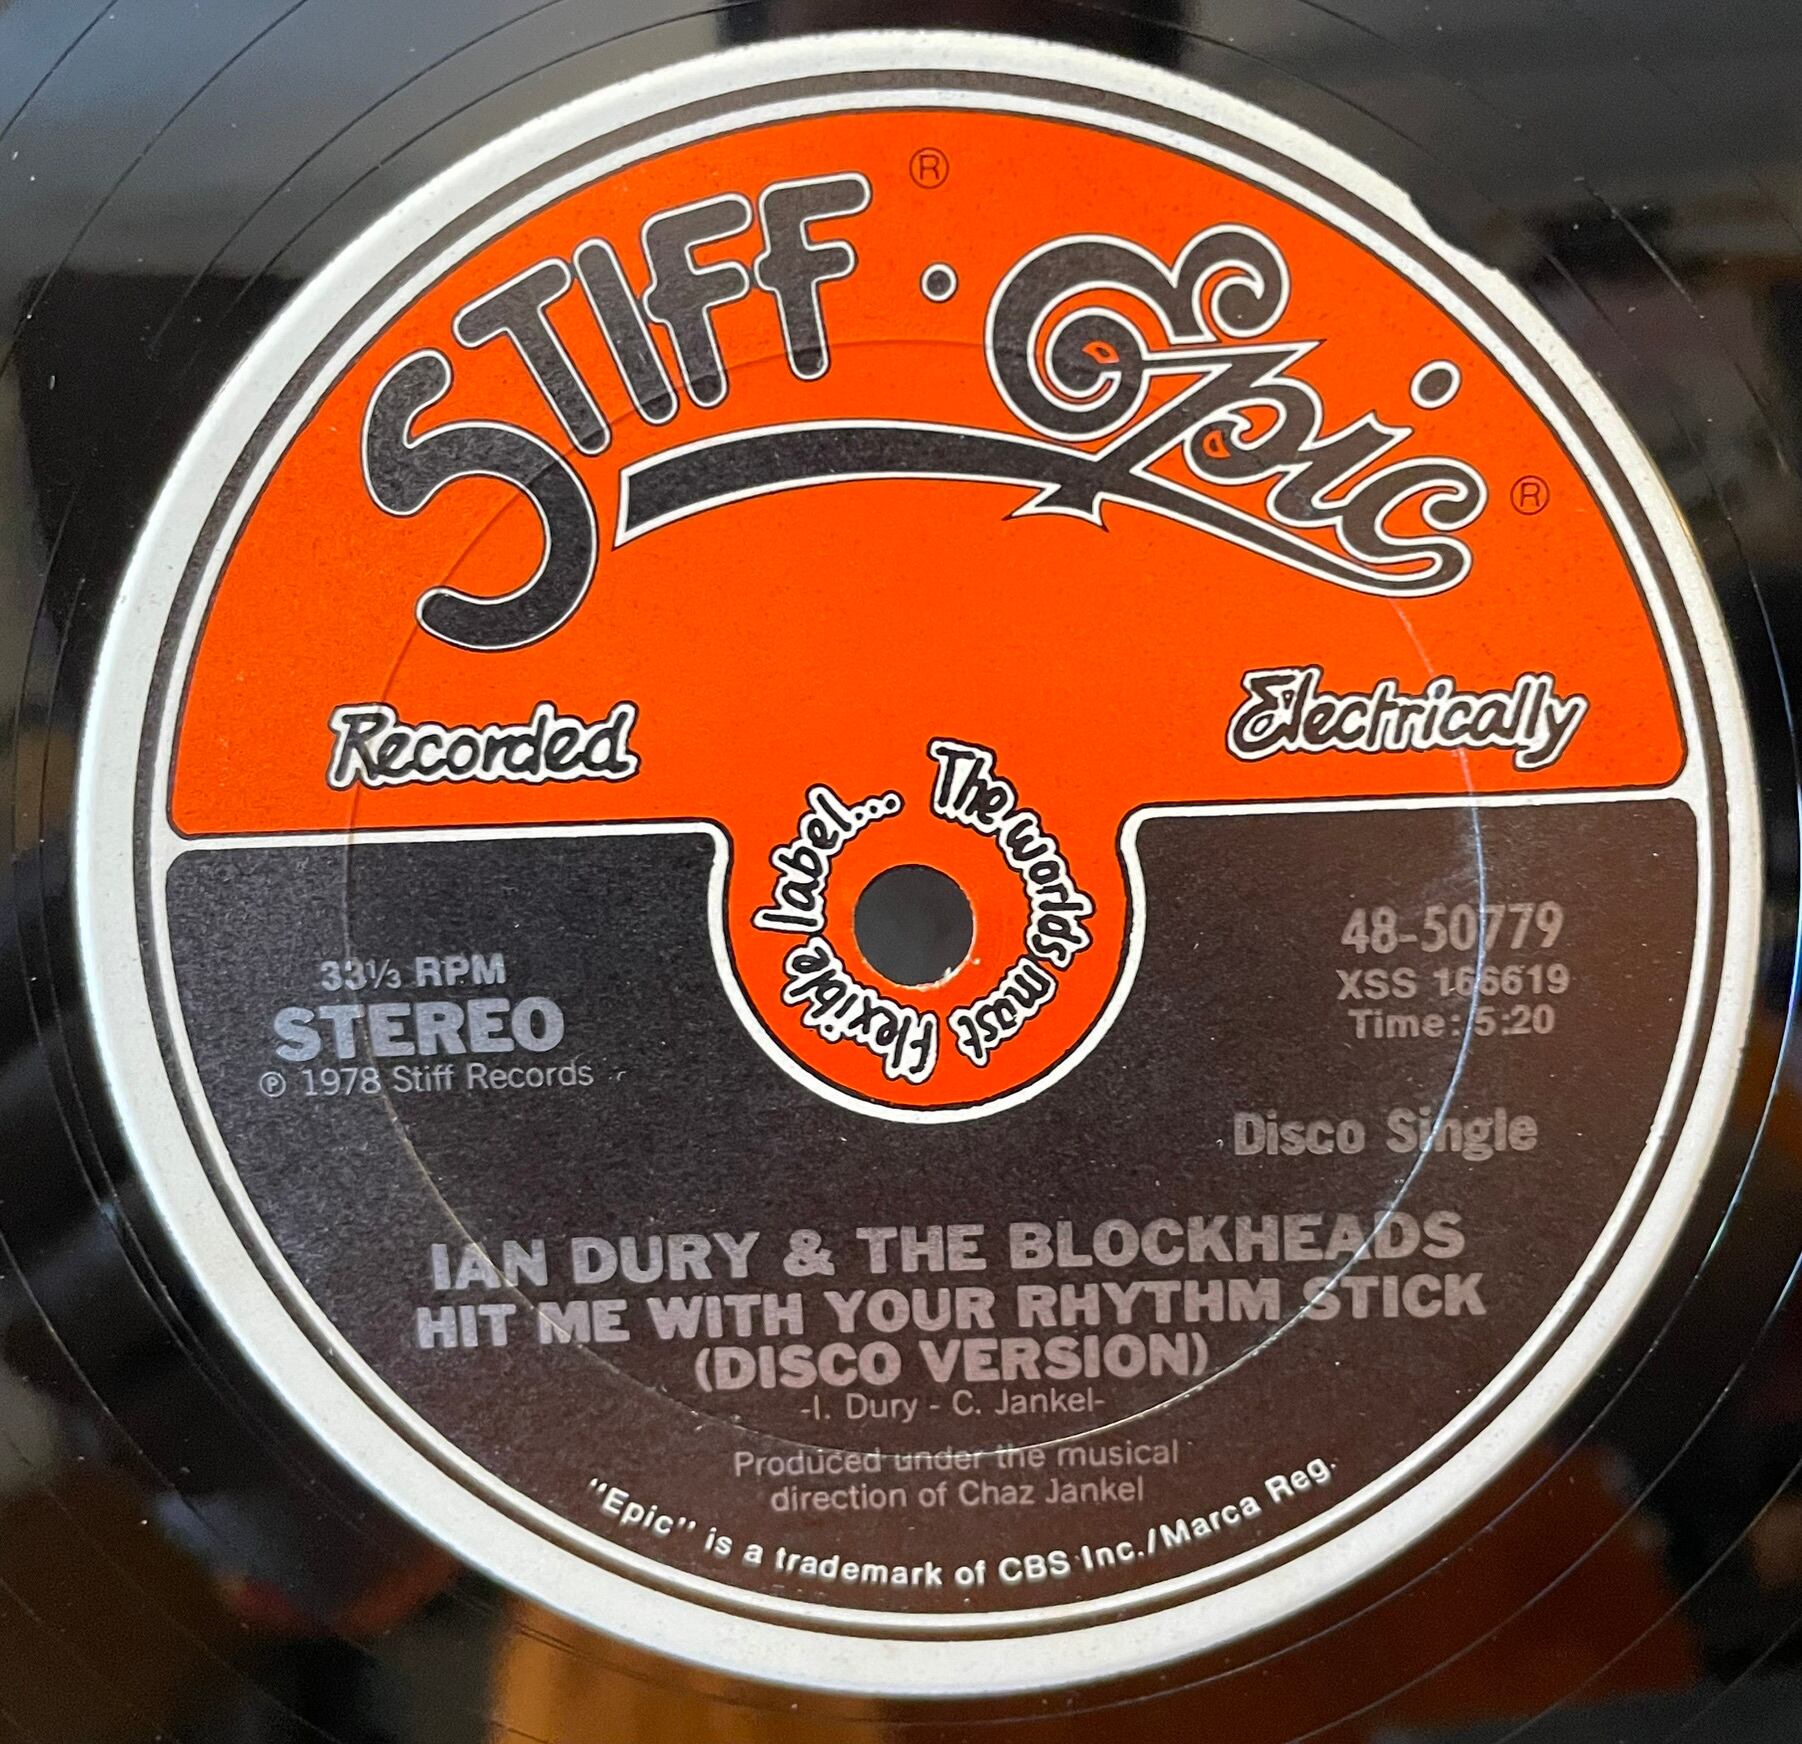 STIFF ® · Epic ®
Recorded
Electrically
The worlds most flexible label...
33⅓ RPM
STEREO
℗ 1978 Stiff Records
48-50779
XSS 166619
Time: 5:20
Disco Single
IAN DURY & THE BLOCKHEADS
HIT ME WITH YOUR RHYTHM STICK
(DISCO VERSION)
-I. Dury - C. Jankel-
Produced under the musical
direction of Chaz Jankel
"Epic" is a trademark of CBS Inc./Marca Reg.